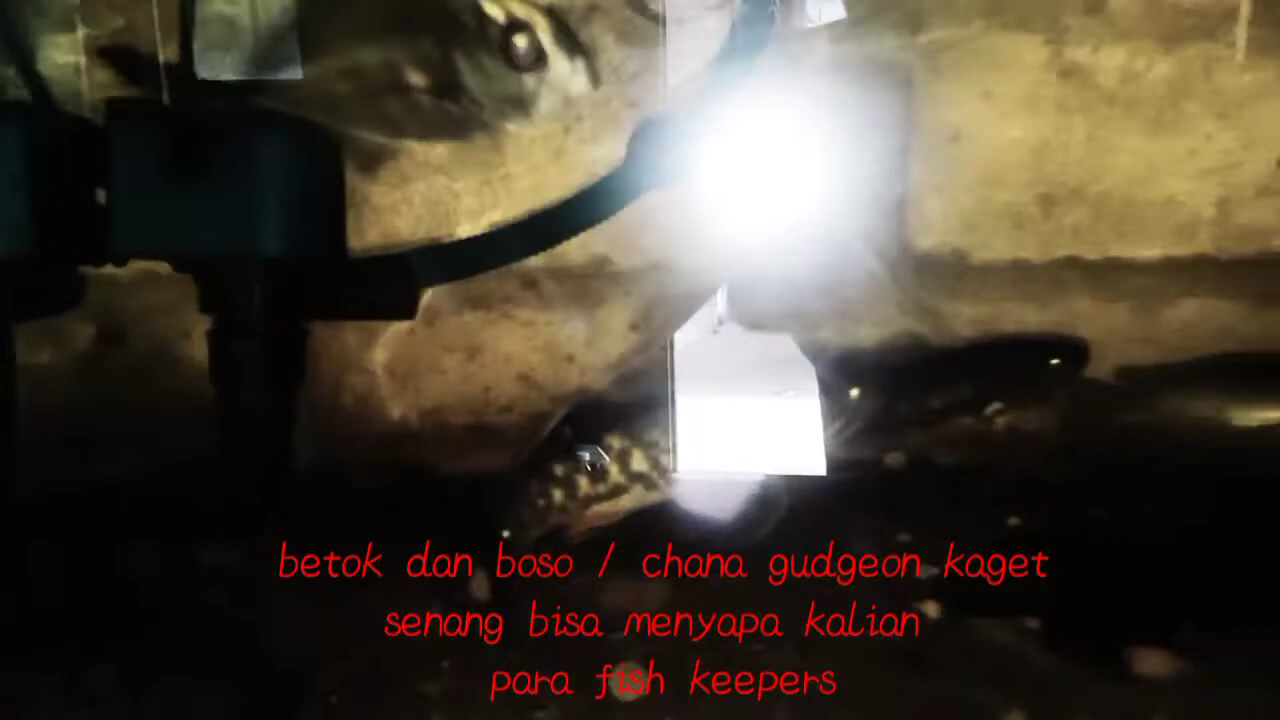 betok dan boso / chana gudgeon kaget
senang bisa menyapa kalian
para fish keepers